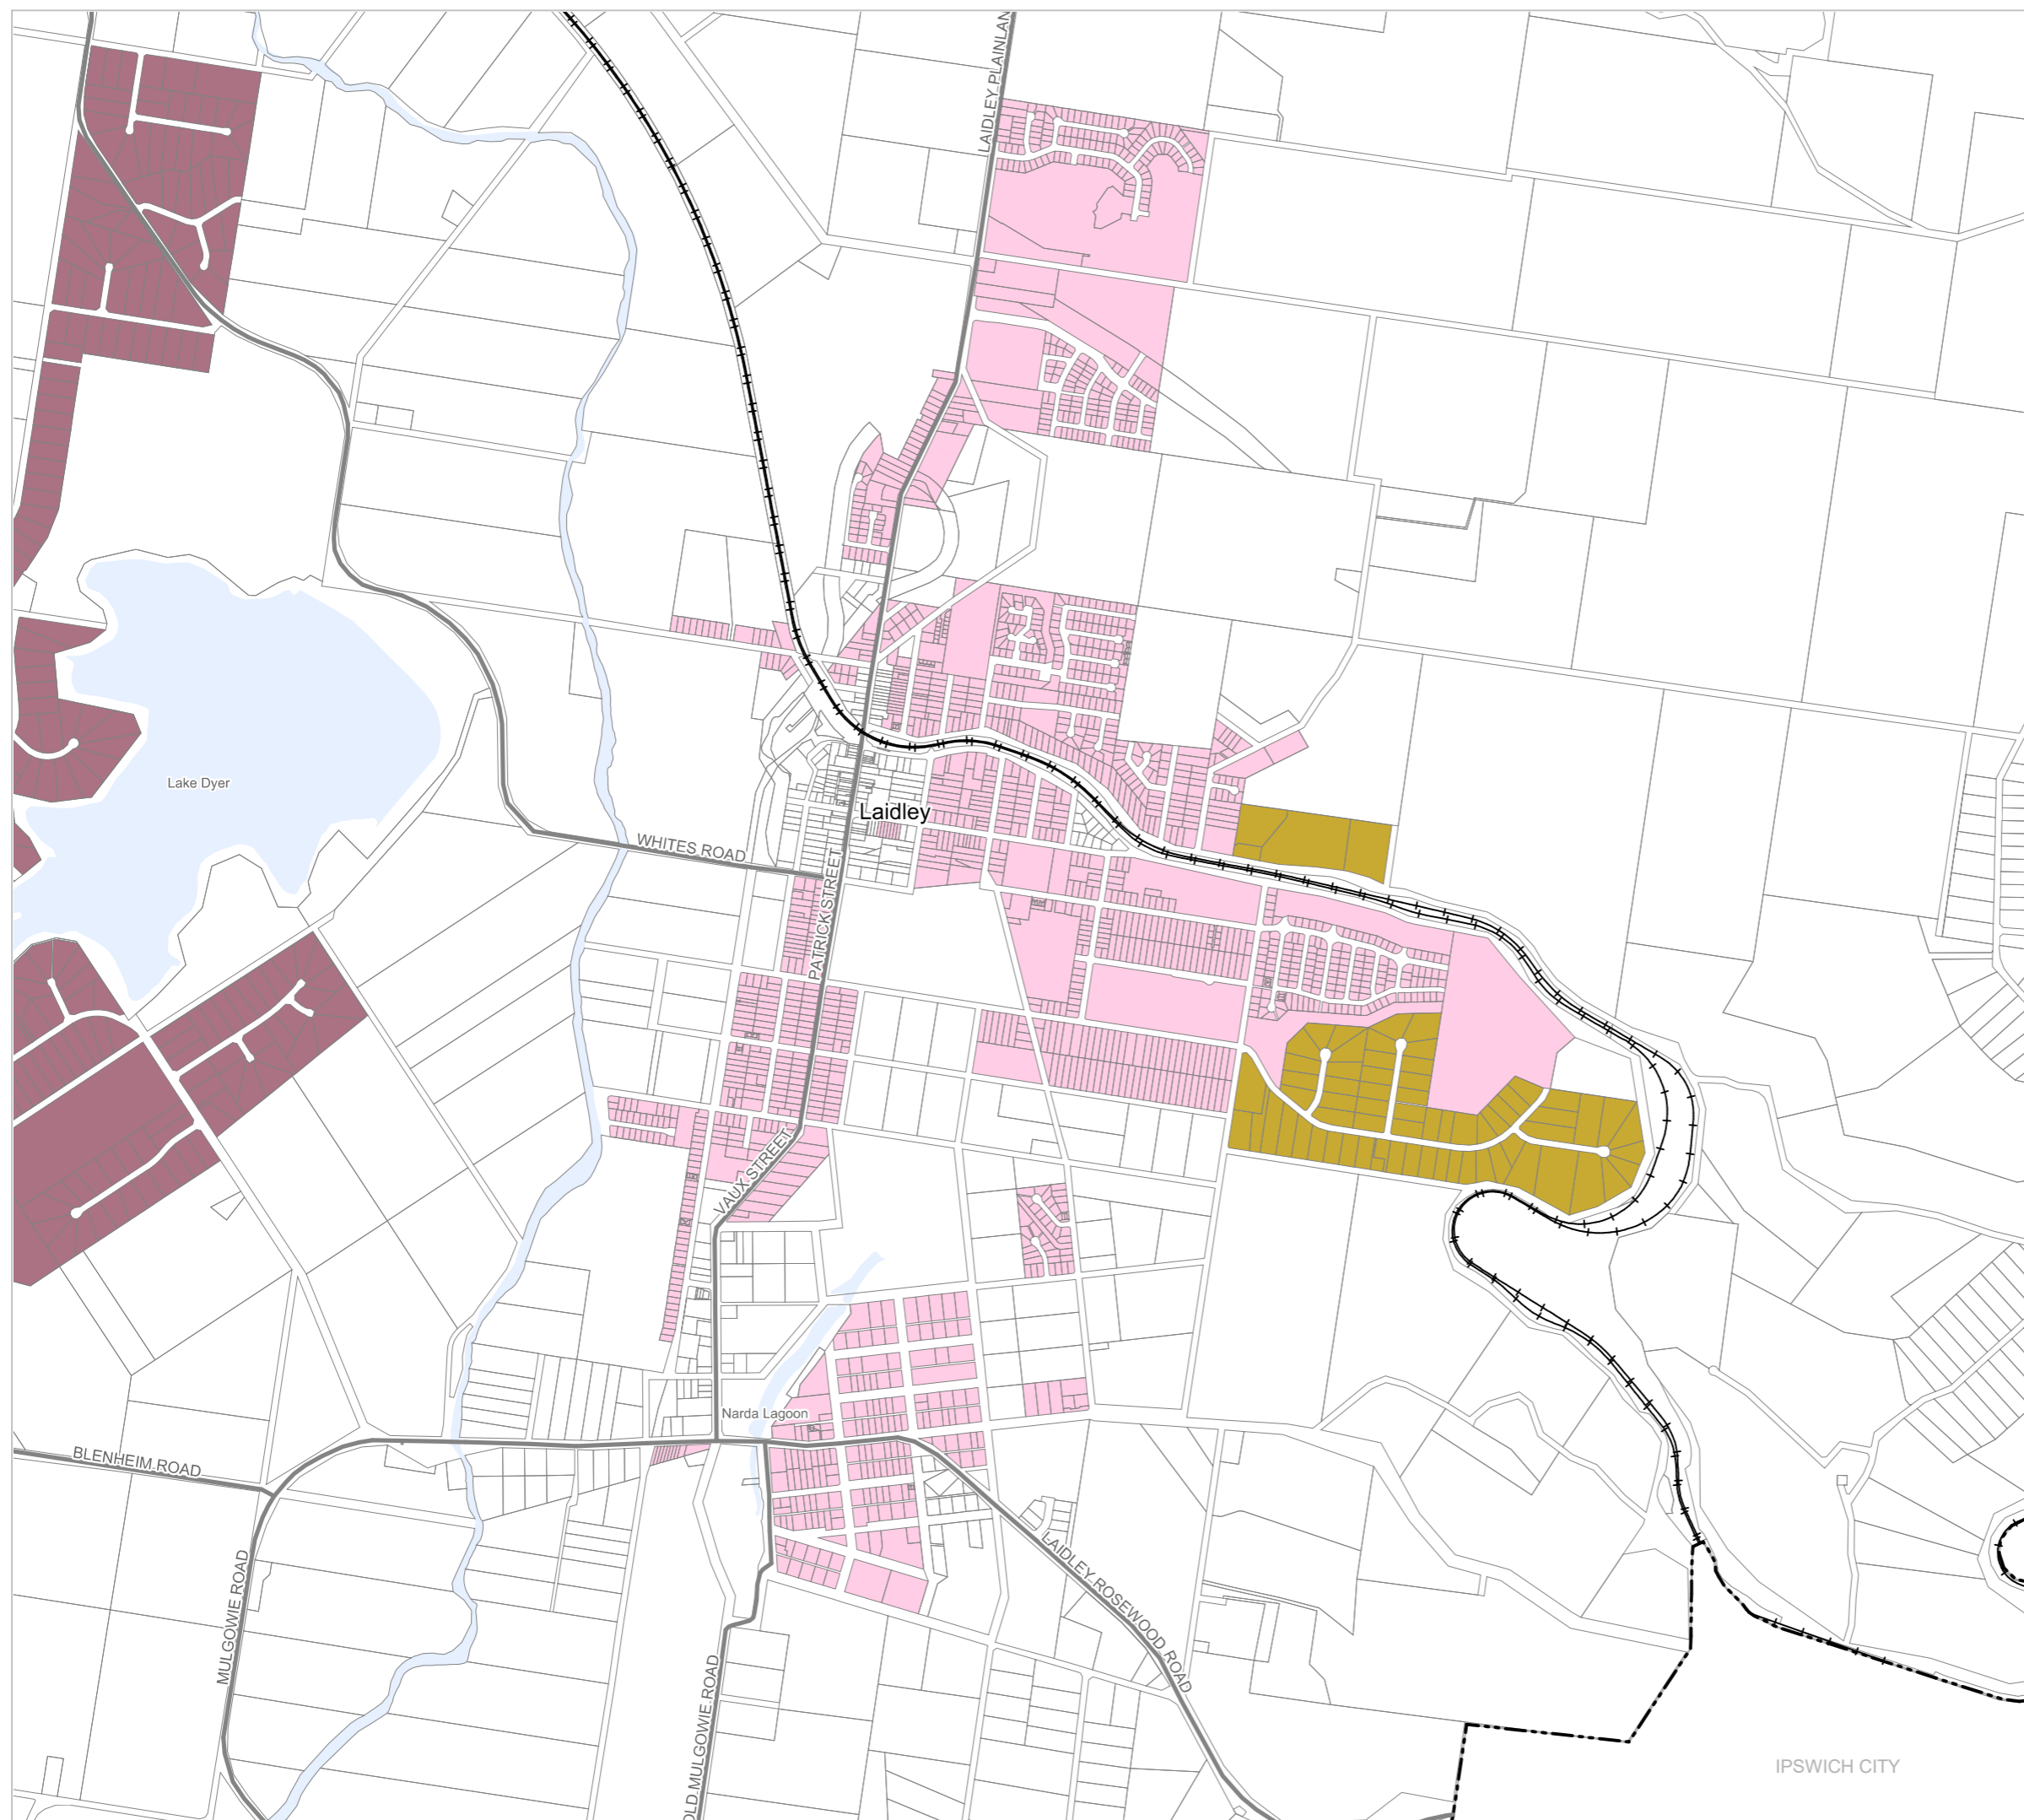 LAIDLEY PLAINLAN
Lake Dyer
Laidley
WHITES ROAD
PATRICK STREET
VAUX STREET
Narda Lagoon
BLENHEIM ROAD
MULGOWIE ROAD
LAIDLEY ROSEWOOD ROAD
OLD MULGOWIE ROAD
IPSWICH CITY